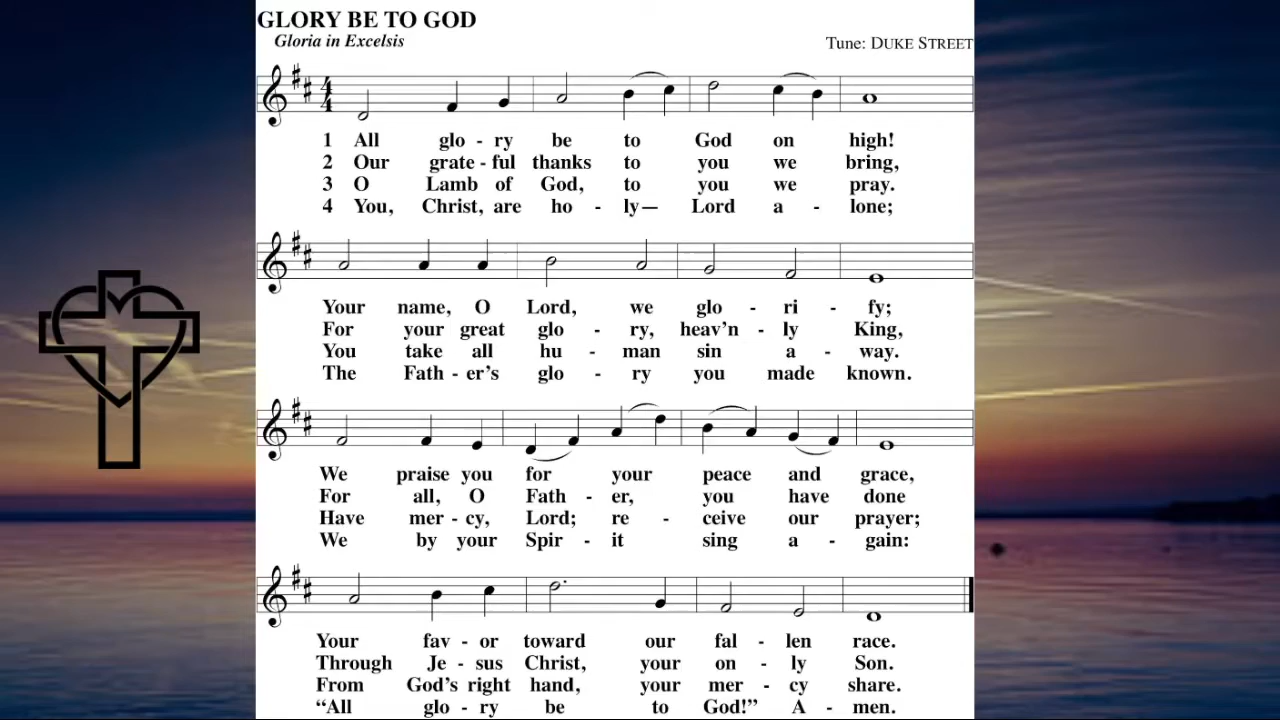 GLORY BE TO GOD
Gloria in Excelsis
Tune: DUKE STREET
1 All glo - ry be to God on high!
2 Our grate - ful thanks to you we bring,
3 O Lamb of God, to you we pray.
4 You, Christ, are ho - ly— Lord a - lone;
Your name, O Lord, we glo - ri - fy;
For your great glo - ry, heav'n - ly King,
You take all hu - man sin a - way.
The Fath - er's glo - ry you made known.
We praise you for your peace and grace,
For all, O Fath - er, you have done
Have mer - cy, Lord; re - ceive our prayer;
We by your Spir - it sing a - gain:
Your fav - or toward our fal - len race.
Through Je - sus Christ, your on - ly Son.
From God's right hand, your mer - cy share.
“All glo - ry be to God!” A - men.